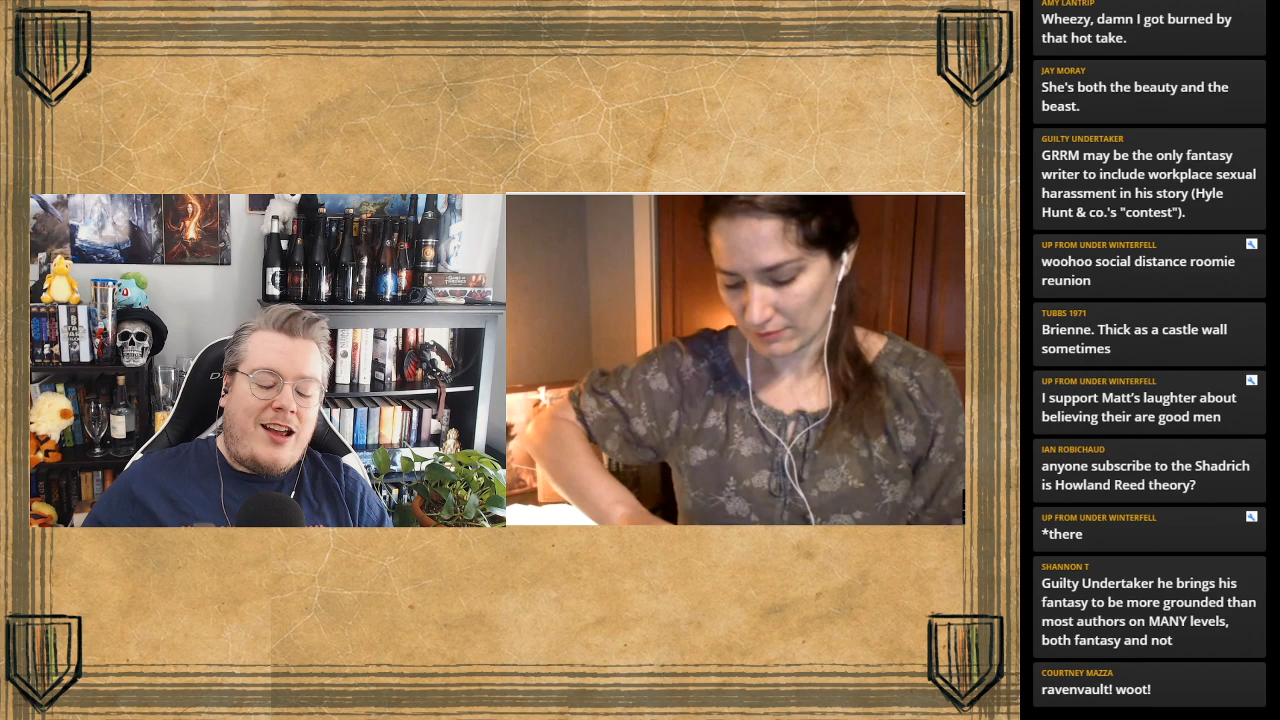 AMY LANTRIP
Wheezy, damn I got burned by
that hot take.
JAY MORAY
She's both the beauty and the
beast.
GUILTY UNDERTAKER
GRRM may be the only fantasy
writer to include workplace sexual
harassment in his story (Hyle
Hunt & co.'s "contest").
UP FROM UNDER WINTERFELL
woohoo social distance roomie
reunion
TUBBS 1971
Brienne. Thick as a castle wall
sometimes
UP FROM UNDER WINTERFELL
I support Matt’s laughter about
believing their are good men
IAN ROBICHAUD
anyone subscribe to the Shadrich
is Howland Reed theory?
UP FROM UNDER WINTERFELL
*there
SHANNON T
Guilty Undertaker he brings his
fantasy to be more grounded than
most authors on MANY levels,
both fantasy and not
COURTNEY MAZZA
ravenvault! woot!